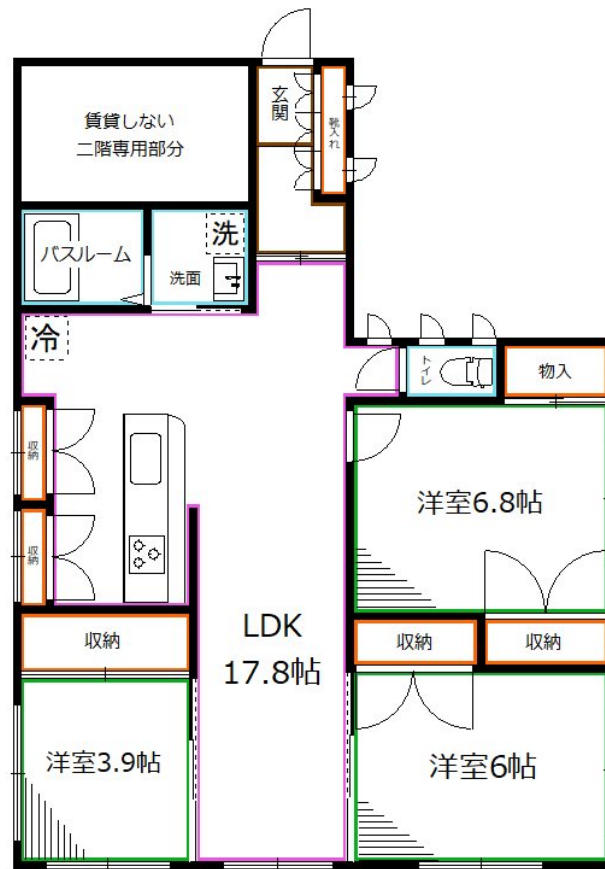 賃貸しない
二階専用部分
玄関
靴入れ
バスルーム
洗面
洗
冷
トイレ
物入
収納
収納
洋室6.8帖
LDK
17.8帖
収納
収納
収納
洋室3.9帖
洋室6帖